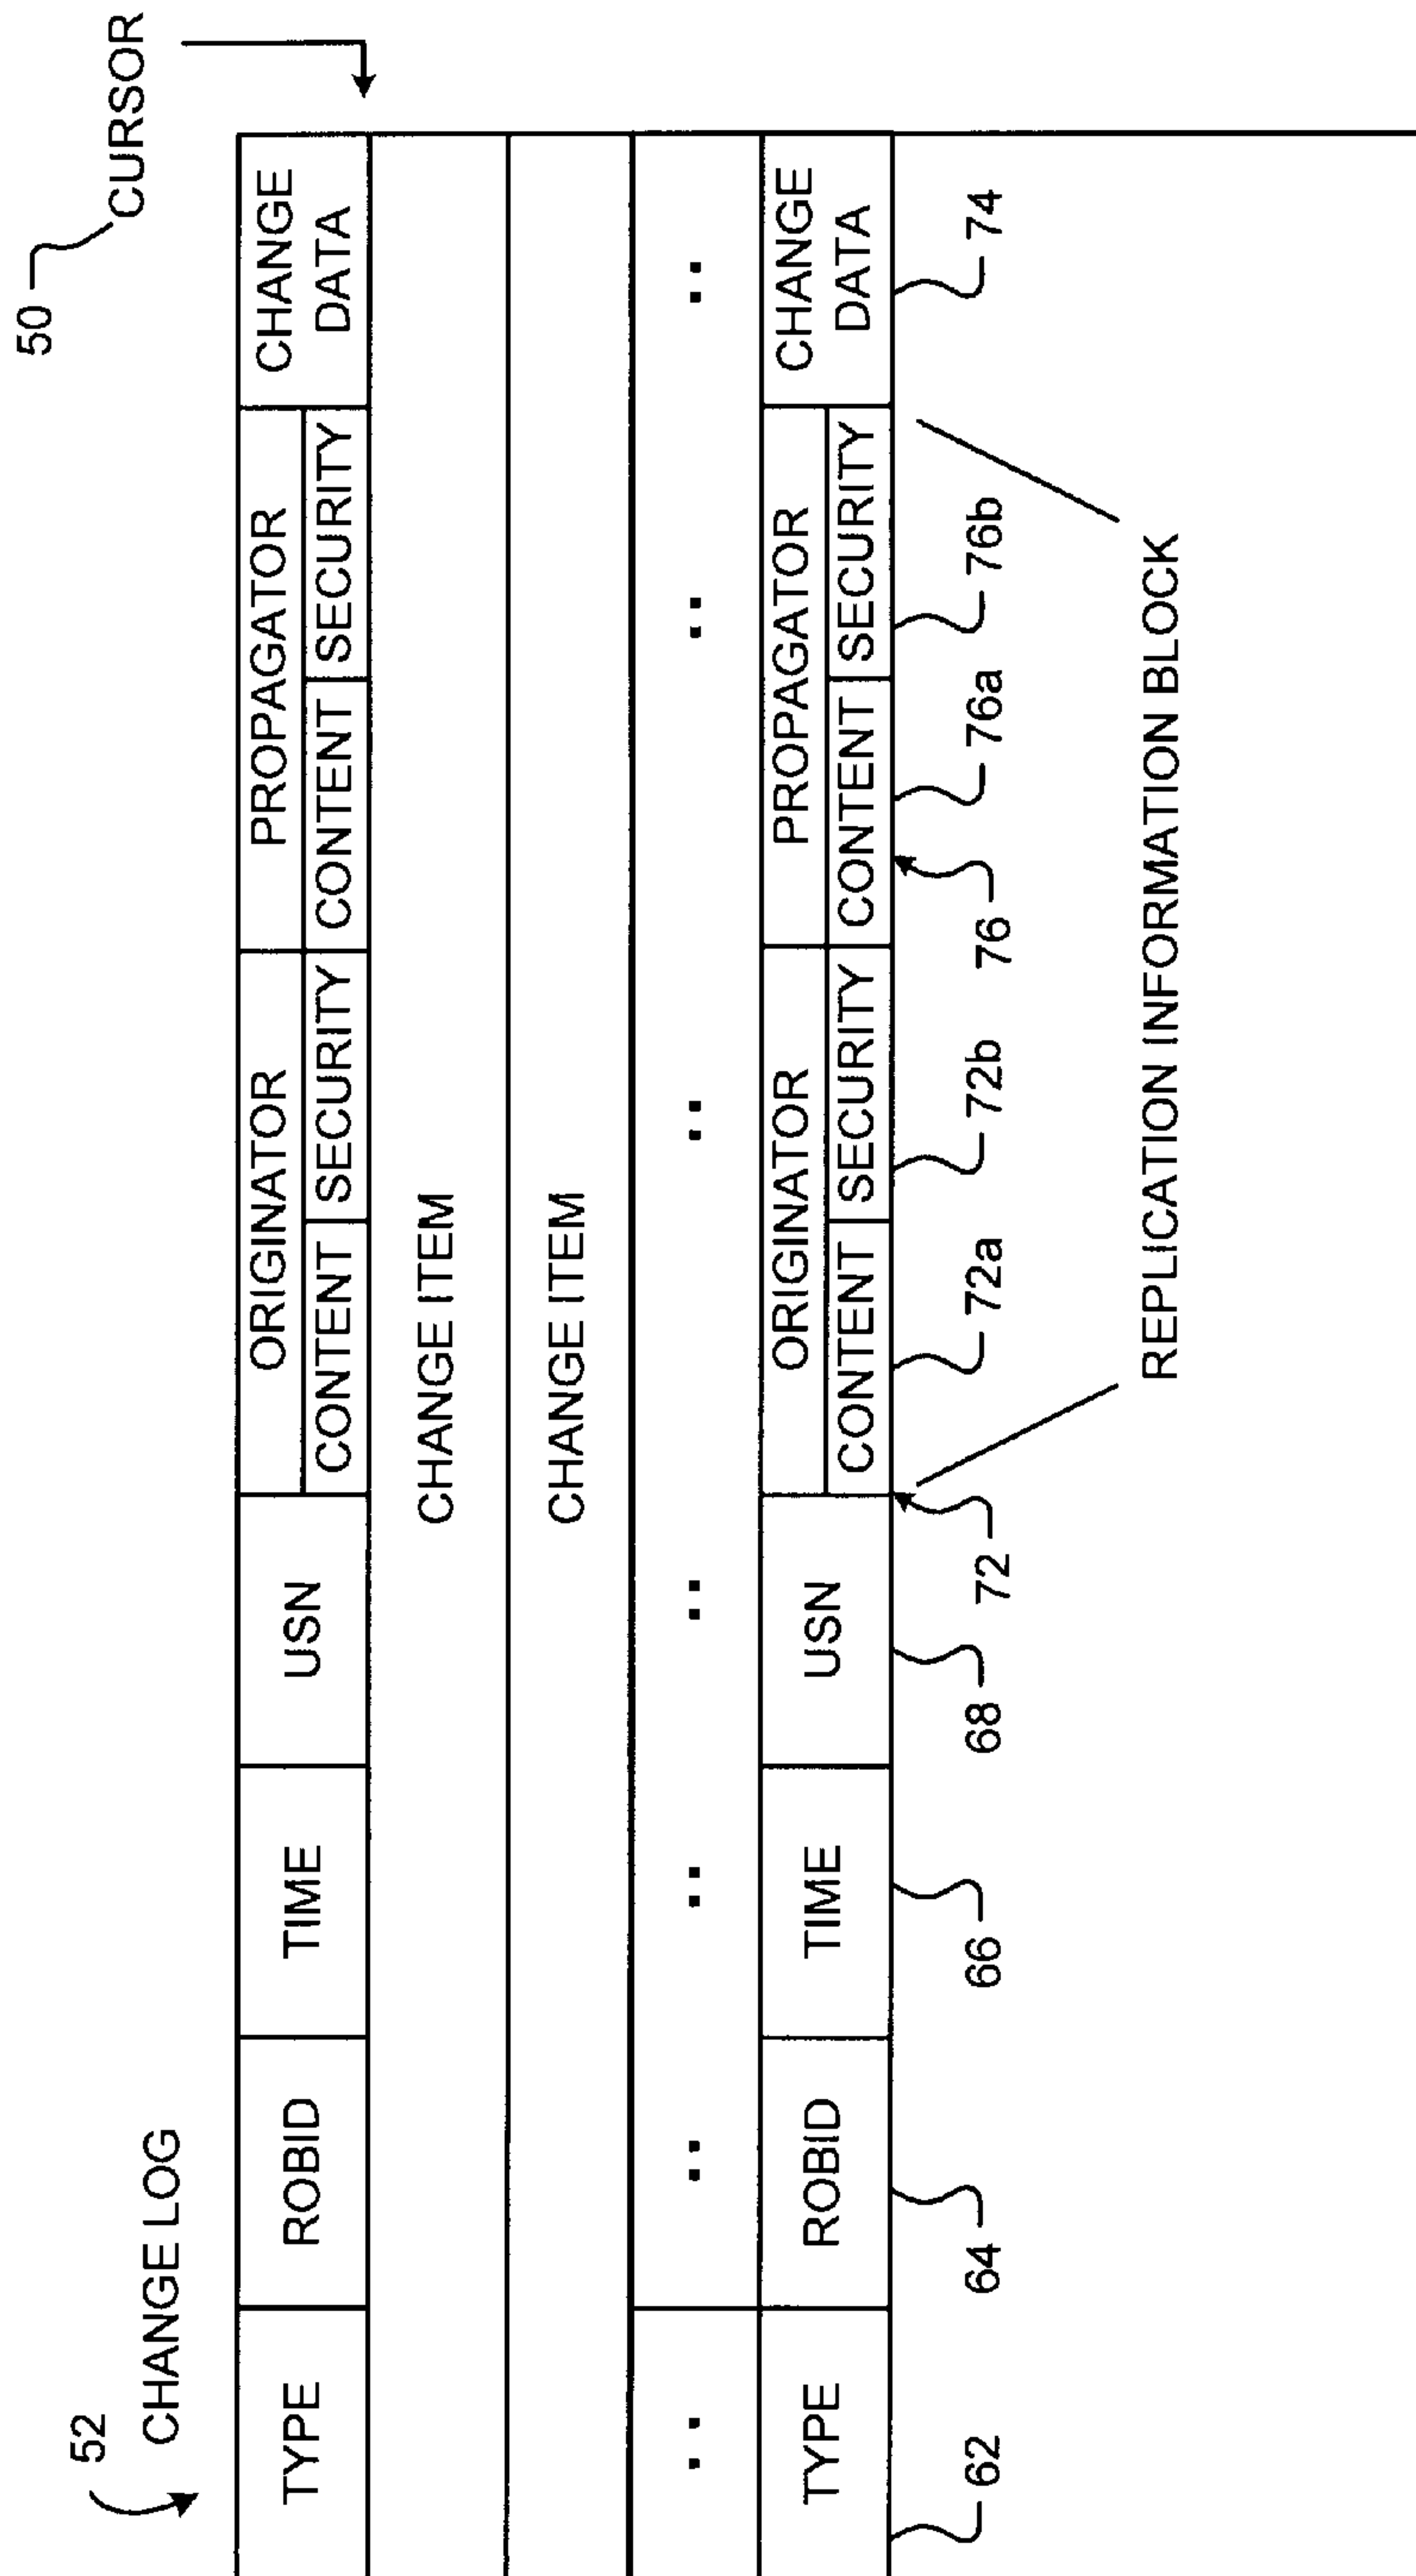 52
CHANGE LOG
50
CURSOR
TYPE
ROBID
TIME
USN
ORIGINATOR
CONTENT
SECURITY
PROPAGATOR
CONTENT
SECURITY
CHANGE
DATA
CHANGE ITEM
CHANGE ITEM
TYPE
ROBID
TIME
USN
ORIGINATOR
CONTENT
SECURITY
PROPAGATOR
CONTENT
SECURITY
CHANGE
DATA
62
64
66
68
72
72a
72b
76
76a
76b
74
REPLICATION INFORMATION BLOCK